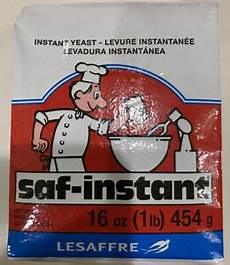 INSTANT YEAST - LEVURE INSTANTANÉE
LEVADURA INSTANTÁNEA
saf-instant
16 oz (1lb) 454 g
LESAFFRE